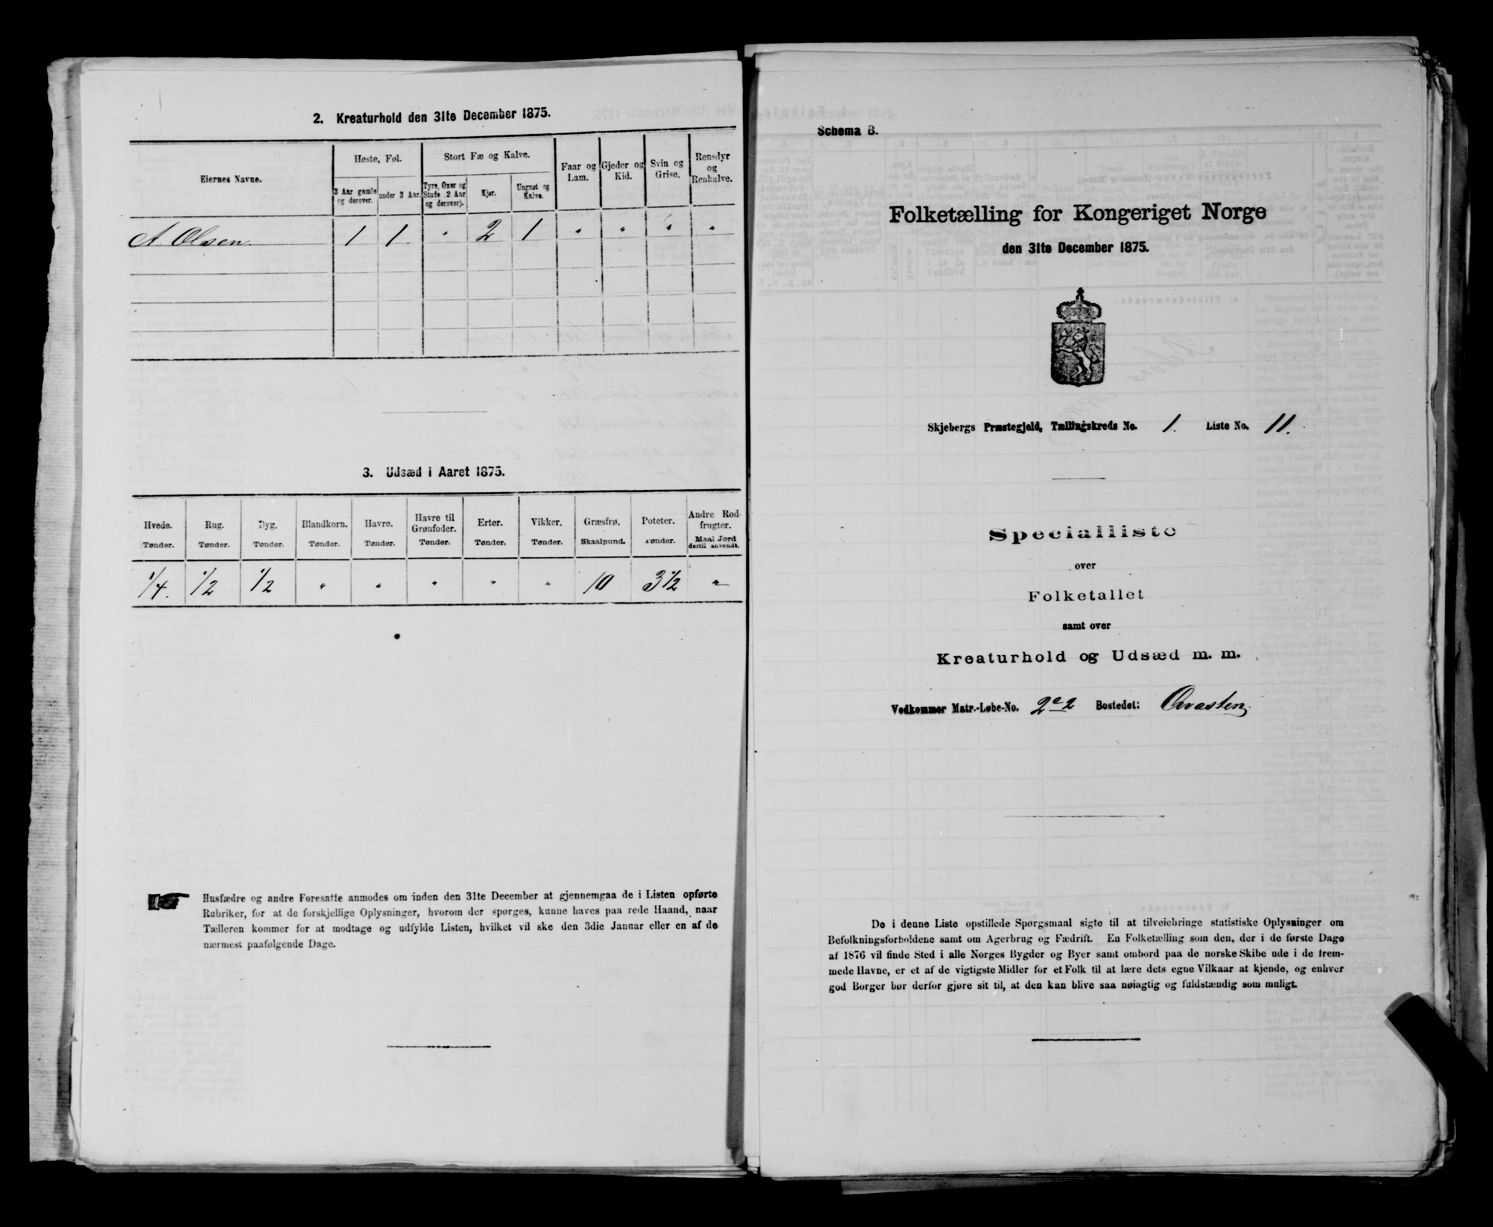 2. Kreaturhold den 31te December 1875.
Eiernes Navne.
Heste, Føl.
Stort Fæ og Kalve.
Faar og Lam.
Gjeder og Kid.
Svin og Grise.
Rensdyr og Renkalve.
3 Aar gamle og derover.
under 3 Aar.
Tyre, Oxer og Stude 2 Aar og derover).
Kjør.
Ungnøt og Kalve.
A Olsen 1 1 " 2 1 " " " "
3. Udsæd i Aaret 1875.
Hvede. Rug. Byg. Blandkorn. Havre. Havre til Grønfoder. Erter. Vikker. Græsfrø. Poteter. Andre Rodfrugter.
Tønder. Tønder. Tønder. Tønder. Tønder. Tønder. Tønder. Tønder. Skaalpund. Tønder. Maal Jord dertil anvendt.
1/4. 1/2 1/2 " " " " " 10 3 1/2 "
Husfædre og andre Foresatte anmodes om inden den 31te December at gjennemgaa de i Listen opførte
Rubriker, for at de forskjellige Oplysninger, hvorom der spørges, kunne haves paa rede Haand, naar
Tælleren kommer for at modtage og udfylde Listen, hvilket vil ske den 3die Januar eller en af de
nærmest paafølgende Dage.
Schema B.
Folketælling for Kongeriget Norge
den 31te December 1875.
Skjebergs Præstegjeld, Tællingskreds No. 1. Liste No. 11.
Specialliste
over
Folketallet
samt over
Kreaturhold og Udsæd m. m.
Vedkommer Matr.-Løbe-No. Bostedet:
De i denne Liste opstillede Spørgsmaal sigte til at tilveiebringe statistiske Oplysninger om
Befolkningsforholdene samt om Agerbrug og Fædrift. En Folketælling som den, der i de første Dage
af 1876 vil finde Sted i alle Norges Bygder og Byer samt ombord paa de norske Skibe ude i de frem-
mede Havne, er et af de vigtigste Midler for et Folk til at lære dets egne Vilkaar at kjende, og enhver
god Borger bør derfor gjøre sit til, at den kan blive saa nøiagtig og fuldstændig som muligt.